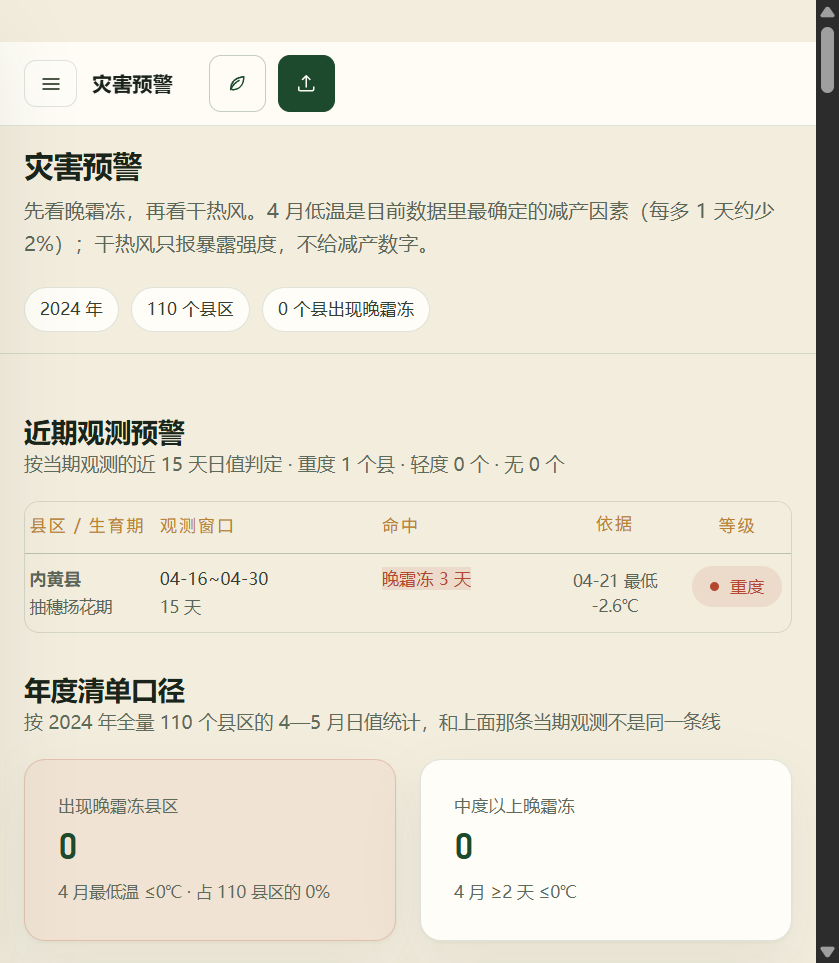 灾害预警
灾害预警
先看晚霜冻，再看干热风。4 月低温是目前数据里最确定的减产因素（每多 1 天约少
2%）；干热风只报暴露强度，不给减产数字。
2024 年 110 个县区 0 个县出现晚霜冻
近期观测预警
按当期观测的近 15 天日值判定 · 重度 1 个县 · 轻度 0 个 · 无 0 个
县区 / 生育期 观测窗口 命中 依据 等级
内黄县 04-16~04-30 晚霜冻 3 天 04-21 最低 重度
抽穗扬花期 15 天 -2.6℃
年度清单口径
按 2024 年全量 110 个县区的 4—5 月日值统计，和上面那条当期观测不是同一条线
出现晚霜冻县区 中度以上晚霜冻
0 0
4 月最低温 ≤0℃ · 占 110 县区的 0% 4 月 ≥2 天 ≤0℃